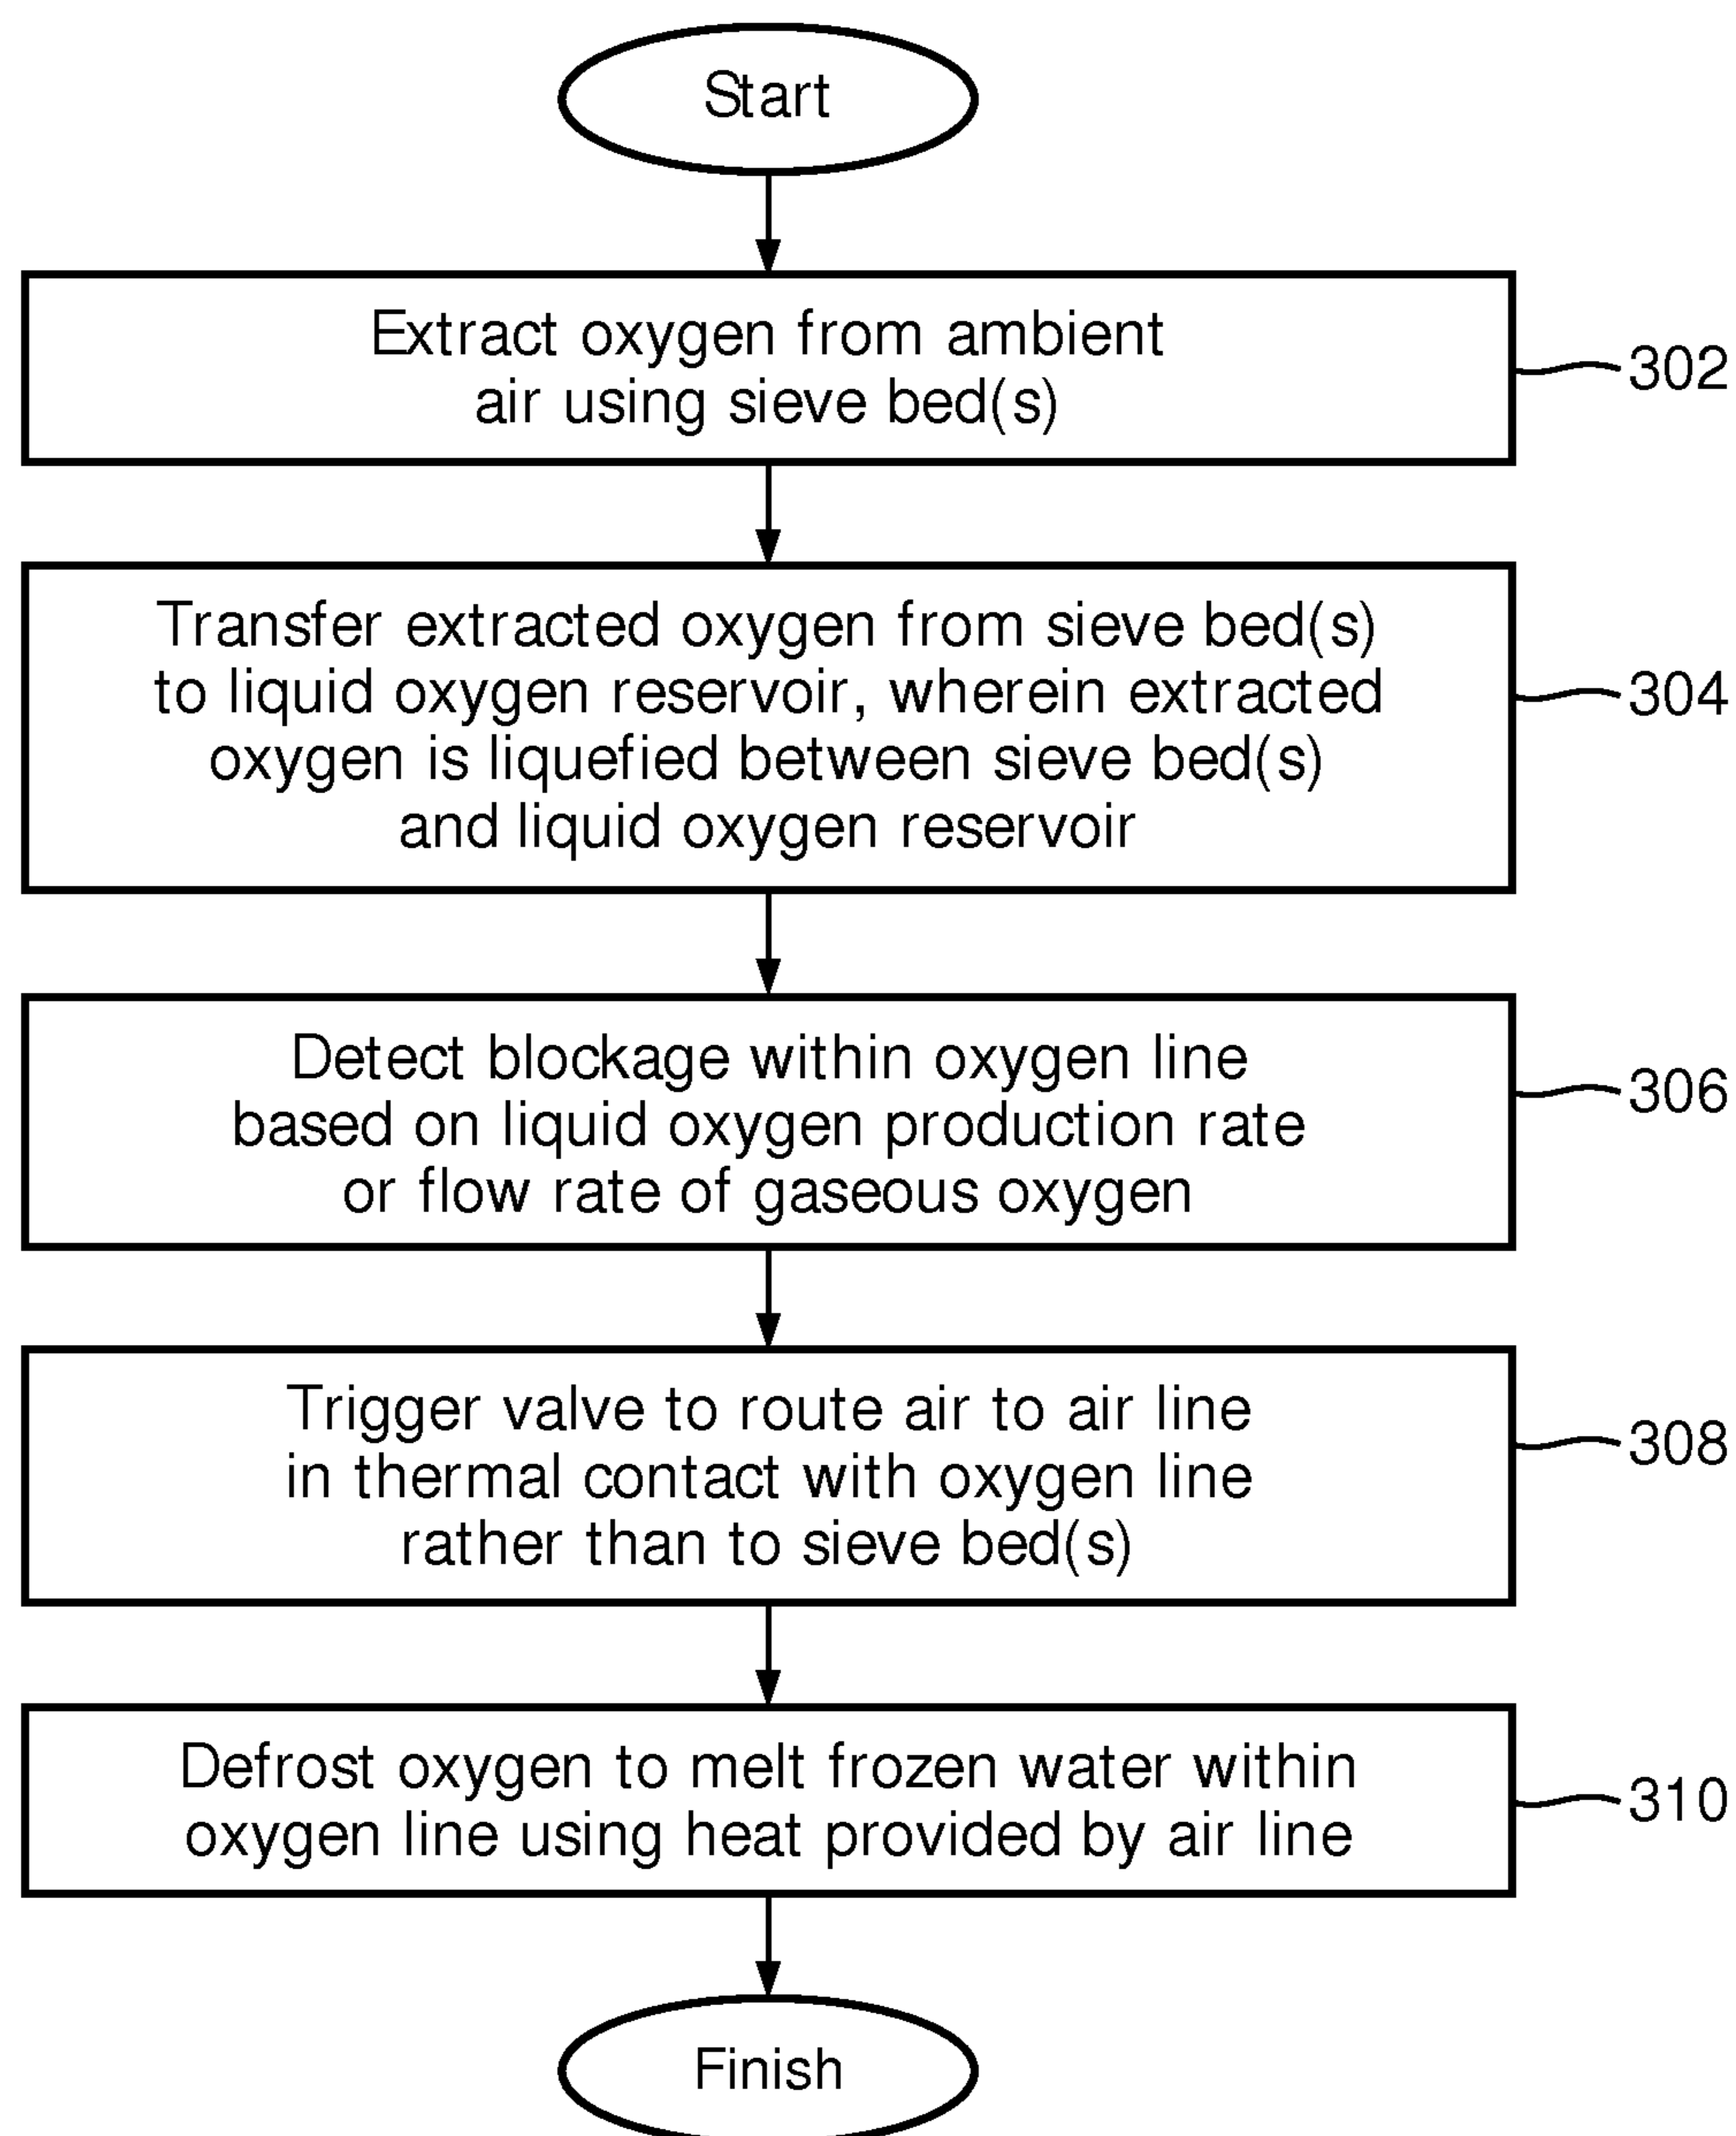 Start
Extract oxygen from ambient
air using sieve bed(s)
302
Transfer extracted oxygen from sieve bed(s)
to liquid oxygen reservoir, wherein extracted
oxygen is liquefied between sieve bed(s)
and liquid oxygen reservoir
304
Detect blockage within oxygen line
based on liquid oxygen production rate
or flow rate of gaseous oxygen
306
Trigger valve to route air to air line
in thermal contact with oxygen line
rather than to sieve bed(s)
308
Defrost oxygen to melt frozen water within
oxygen line using heat provided by air line
310
Finish